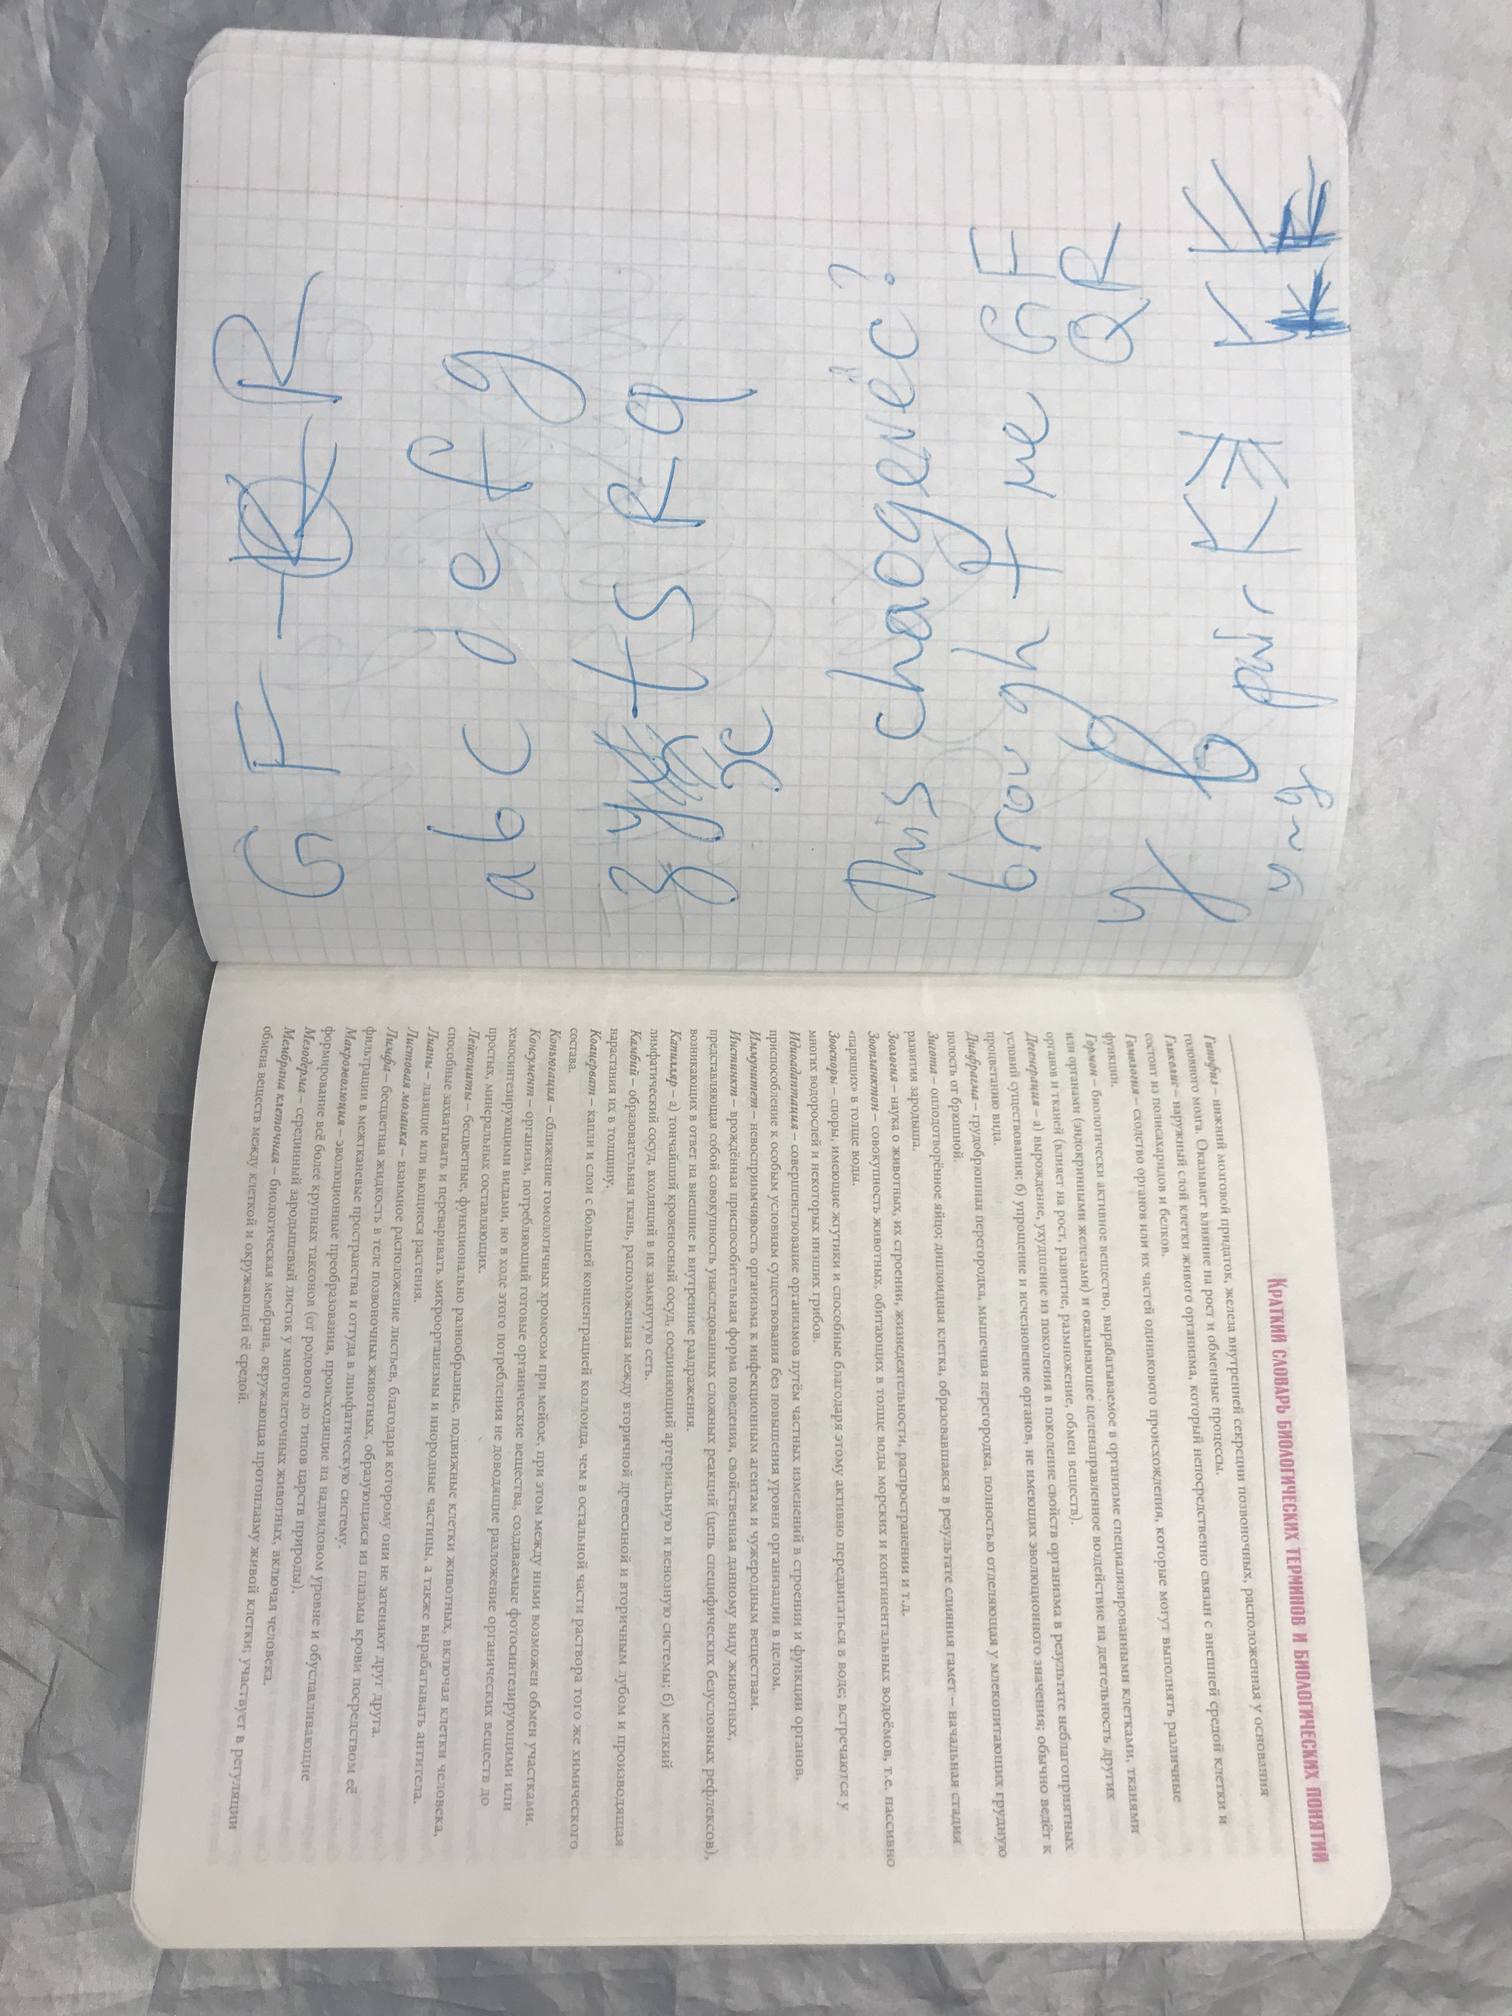 G F - R
a b c d e f g
z y t s R q
x
This chaogenёc?
brай + me GF
QR
КРАТКИЙ СЛОВАРЬ БИОЛОГИЧЕСКИХ ТЕРМИНОВ И БИОЛОГИЧЕСКИХ ПОНЯТИЙ
Гипофиз – нижний мозговой придаток, железа внутренней секреции позвоночных, расположенная у основания
головного мозга. Оказывает влияние на рост и обменные процессы.
Гликолис – наружный слой клетки живого организма, который непосредственно связан с внешней средой клетки и
состоит из полисахаридов и белков.
Гомология – сходство органов или их частей одинакового происхождения, которые могут выполнять различные
функции.
Гормон – биологически активное вещество, вырабатываемое в организме специализированными клетками, тканями
или органами (эндокринными железами) и оказывающее целенаправленное воздействие на деятельность других
органов и тканей (влияет на рост, развитие, размножение, обмен веществ).
Дегенерация – а) вырождение, ухудшение из поколения в поколение свойств организма в результате неблагоприятных
условий существования; б) упрощение и исчезновение органов, не имеющих эволюционного значения; обычно ведёт к
процветанию вида.
Диафрагма – грудобрюшная перегородка, мышечная перегородка, полностью отделяющая у млекопитающих грудную
полость от брюшной.
Зигота – оплодотворённое яйцо; диплоидная клетка, образовавшаяся в результате слияния гамет – начальная стадия
развития зародыша.
Зоология – наука о животных, их строении, жизнедеятельности, распространении и т.д.
Зоопланктон – совокупность животных, обитающих в толще воды морских и континентальных водоёмов, т.е. пассивно
«парящих» в толще воды.
Зооспоры – споры, имеющие жгутики и способные благодаря этому активно передвигаться в воде; встречаются у
многих водорослей и некоторых низших грибов.
Идиоадаптация – совершенствование организмов путём частных изменений в строении и функции органов,
приспособление к особым условиям существования без повышения уровня организации в целом.
Иммунитет – невосприимчивость организма к инфекционным агентам и чужеродным веществам.
Инстинкт – врождённая приспособительная форма поведения, свойственная данному виду животных,
представляющая собой совокупность унаследованных сложных реакций (цепь специфических безусловных рефлексов),
возникающих в ответ на внешние и внутренние раздражения.
Капилляр – а) тончайший кровеносный сосуд, соединяющий артериальную и венозную системы; б) мелкий
лимфатический сосуд, входящий в их замкнутую сеть.
Камбий – образовательная ткань, расположенная между вторичной древесиной и вторичным лубом и производящая
нарастания их в толщину.
Коацерват – капли и слои с большей концентрацией коллоида, чем в остальной части раствора того же химического
состава.
Конъюгация – сближение гомологичных хромосом при мейозе, при этом между ними возможен обмен участками.
Консумент – организм, потребляющий готовые органические вещества, создаваемые фотосинтезирующими или
хемосинтезирующими видами, но в ходе этого потребления не доводящие разложение органических веществ до
простых, минеральных составляющих.
Лейкоциты – бесцветные, функционально разнообразные, подвижные клетки животных, включая клетки человека,
способные захватывать и переваривать микроорганизмы и инородные частицы, а также вырабатывать антитела.
Лианы – лазящие или вьющиеся растения.
Листовая мозаика – взаимное расположение листьев, благодаря которому они не затеняют друг друга.
Лимфа – бесцветная жидкость в теле позвоночных животных, образующаяся из плазмы крови посредством её
фильтрации в межтканевые пространства и оттуда в лимфатическую систему.
Макроэволюция – эволюционные преобразования, происходящие на надвидовом уровне и обуславливающие
формирование всё более крупных таксонов (от родового до типов царств природы).
Мезодерма – серединный зародышевый листок у многоклеточных животных, включая человека.
Мембрана клеточная – биологическая мембрана, окружающая протоплазму живой клетки; участвует в регуляции
обмена веществ между клеткой и окружающей её средой.